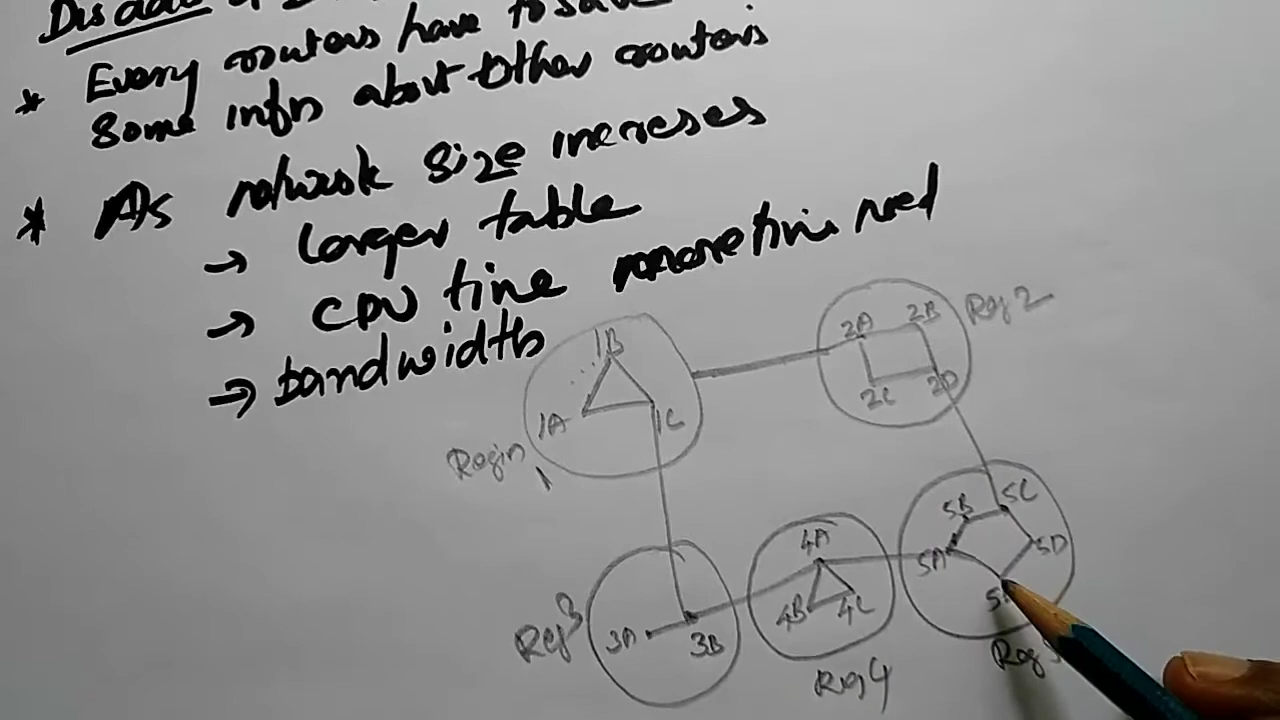 Every routers have to save
Some info about other routers
* As network size increses
→ larger table
→ CPU time more time need
→ bandwidth
1B
1A
1C
Regin 1
2A 2B
2C 2D
Reg 2
3A 3B
Reg 3
4A
4B 4C
Reg 4
5B 5C
5A 5D